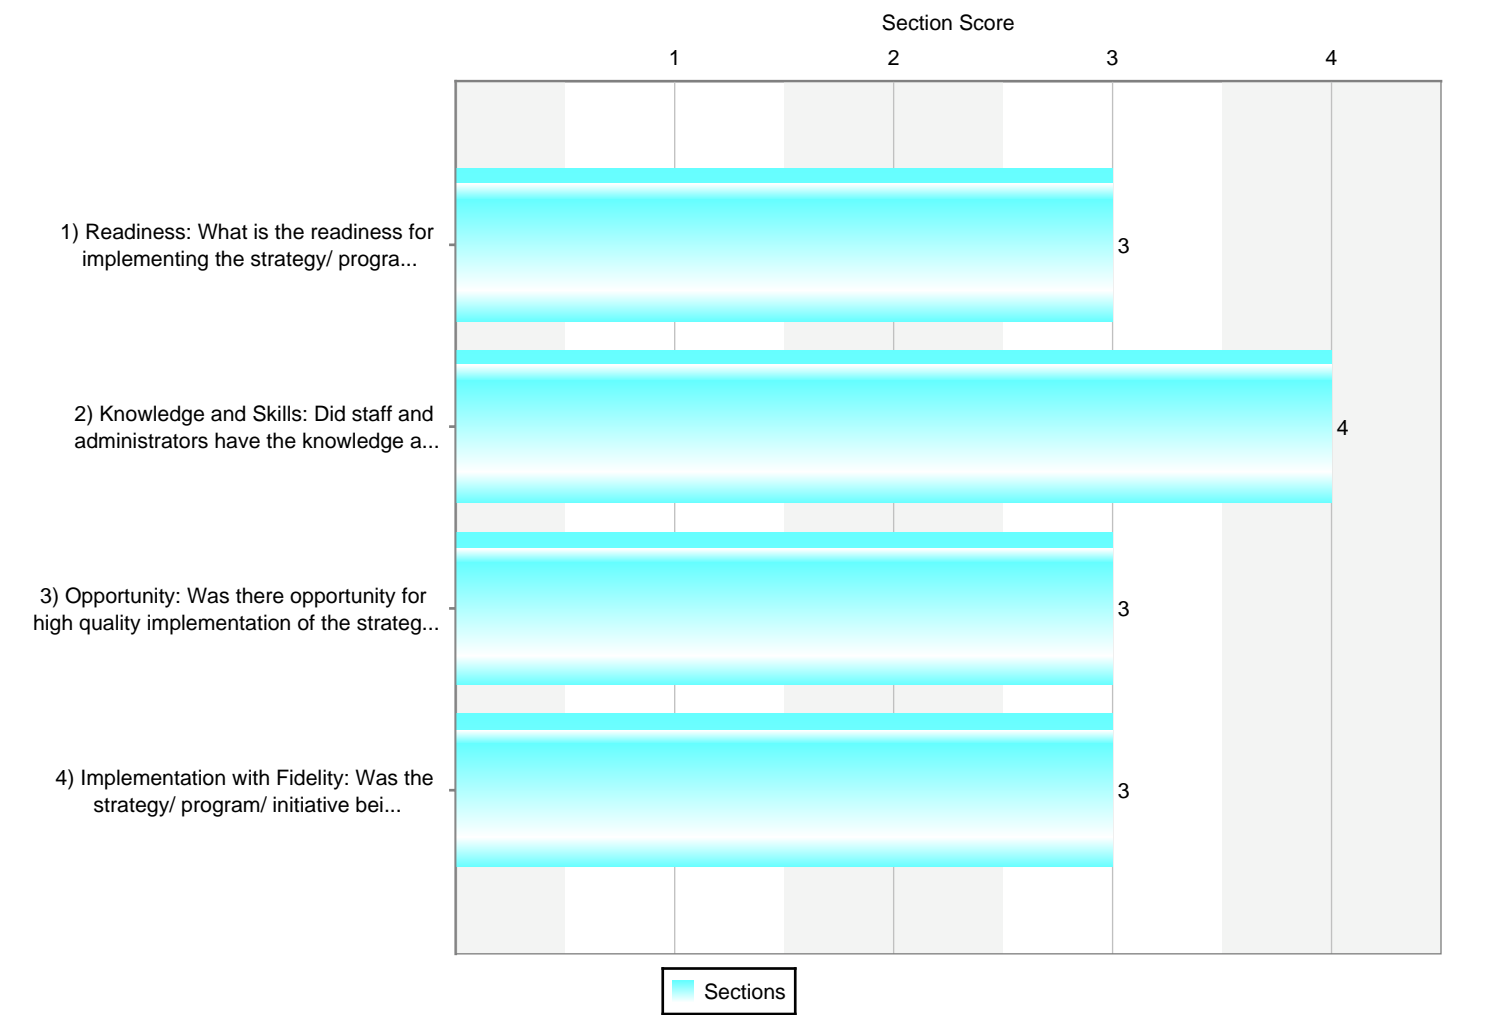 Section Score
1 2 3 4
1) Readiness: What is the readiness for
implementing the strategy/ progra...
3
2) Knowledge and Skills: Did staff and
administrators have the knowledge a...
4
3) Opportunity: Was there opportunity for
high quality implementation of the strateg...
3
4) Implementation with Fidelity: Was the
strategy/ program/ initiative bei...
3
Sections